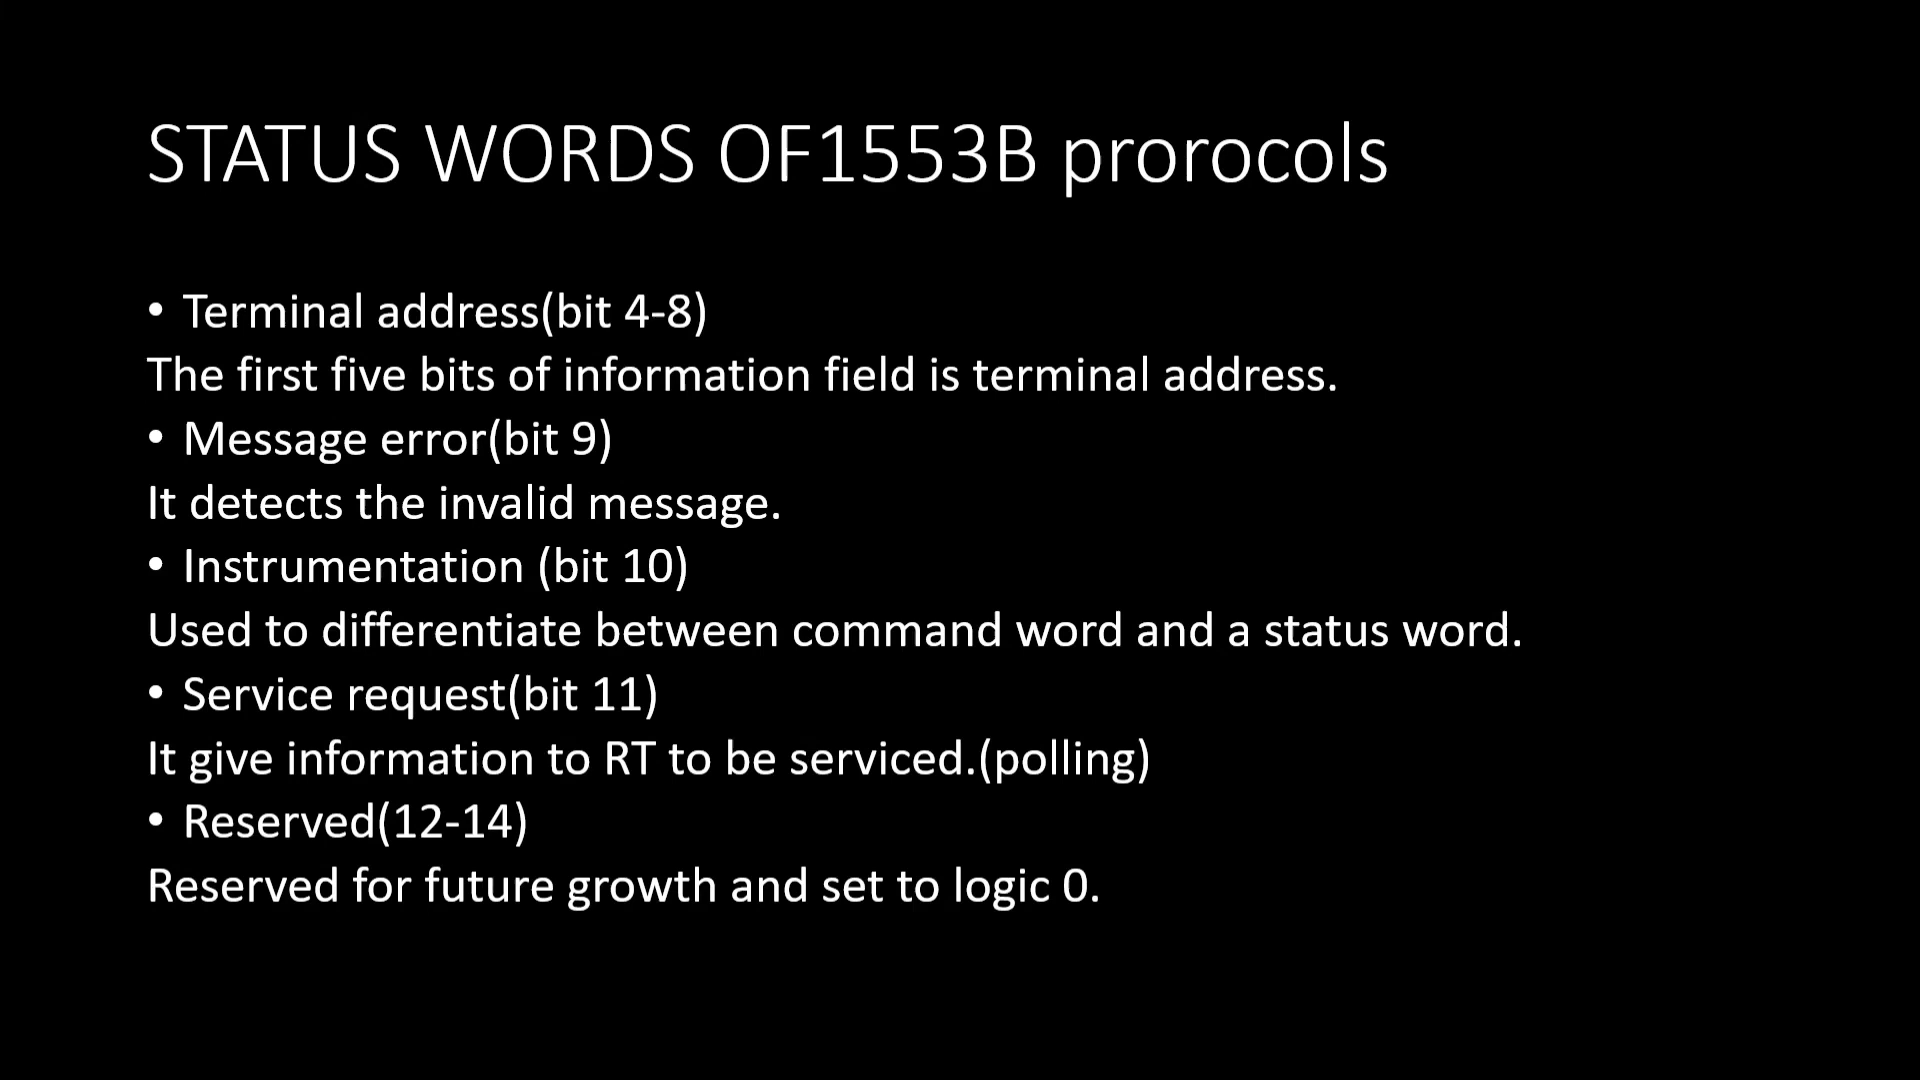 STATUS WORDS OF1553B prorocols
• Terminal address(bit 4-8)
The first five bits of information field is terminal address.
• Message error(bit 9)
It detects the invalid message.
• Instrumentation (bit 10)
Used to differentiate between command word and a status word.
• Service request(bit 11)
It give information to RT to be serviced.(polling)
• Reserved(12-14)
Reserved for future growth and set to logic 0.